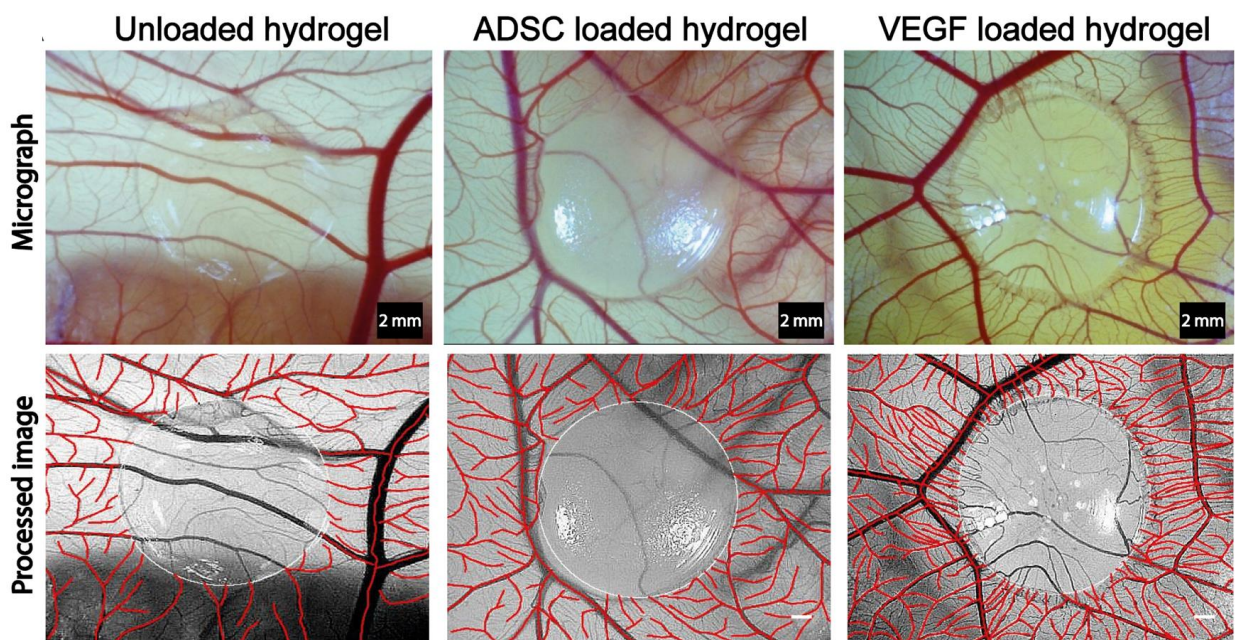 Unloaded hydrogel
ADSC loaded hydrogel
VEGF loaded hydrogel
Micrograph
2 mm
2 mm
2 mm
Processed image